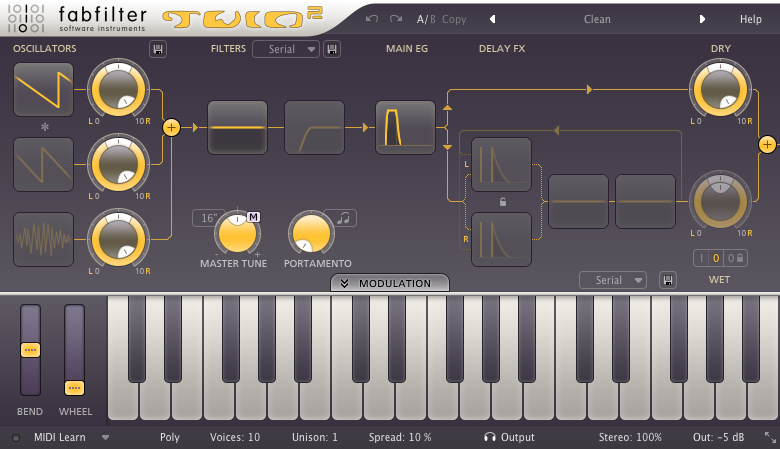 fabfilter
software instruments
TWIN2
A/B Copy
Clean
Help
OSCILLATORS
FILTERS
Serial
MAIN EG
DELAY FX
DRY
L 0 10 R
L 0 10 R
L 0 10 R
L 0 10 R
L
R
L 0 10 R
16"
M
- +
MASTER TUNE
PORTAMENTO
I 0 0
Serial
WET
MODULATION
BEND
WHEEL
MIDI Learn
Poly
Voices: 10
Unison: 1
Spread: 10 %
Output
Stereo: 100%
Out: -5 dB